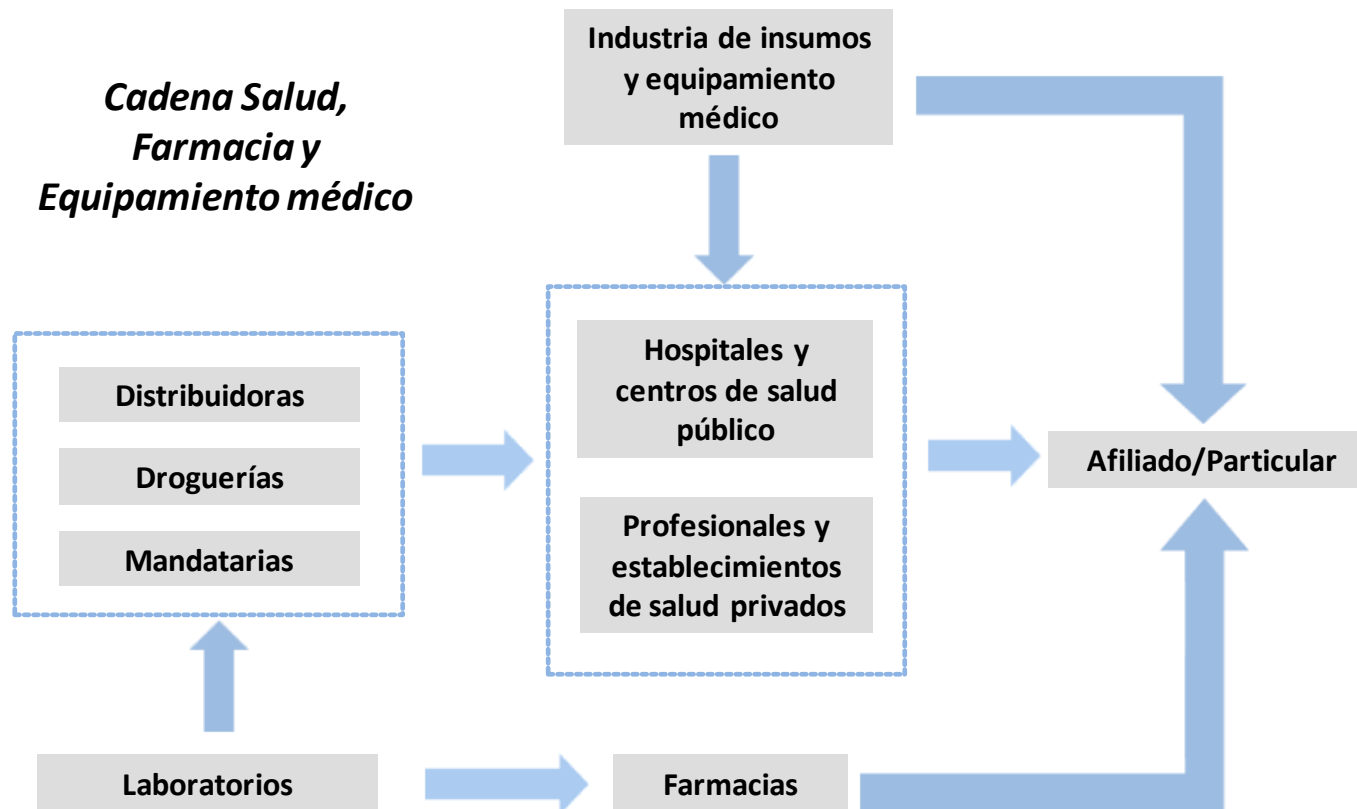 Industria de insumos
y equipamiento
médico
Cadena Salud,
Farmacia y
Equipamiento médico
Distribuidoras
Droguerías
Mandatarias
Hospitales y
centros de salud
público
Profesionales y
establecimientos
de salud privados
Afiliado/Particular
Laboratorios
Farmacias